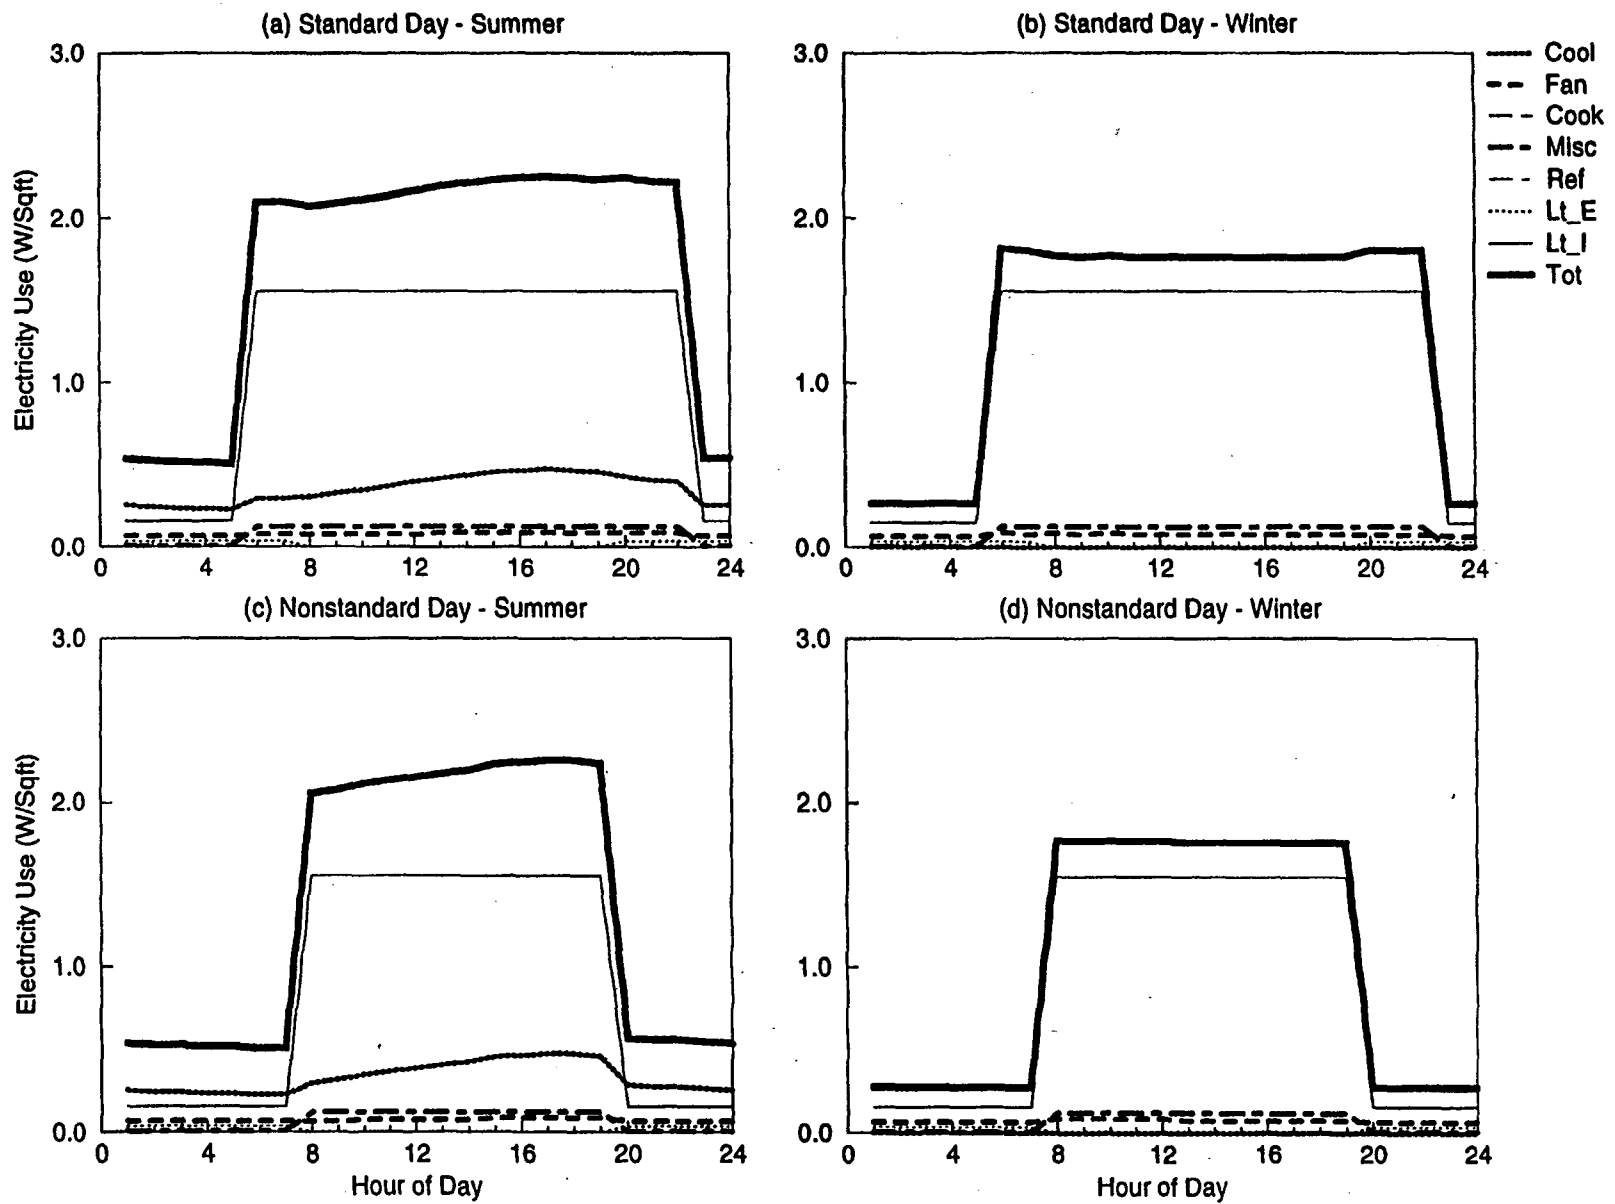 (a) Standard Day - Summer
(b) Standard Day - Winter
Cool
Fan
Cook
Misc
Ref
Lt_E
Lt_I
Tot
Electricity Use (W/Sqft)
3.0
2.0
1.0
0.0
0 4 8 12 16 20 24
3.0
2.0
1.0
0.0
0 4 8 12 16 20 24
(c) Nonstandard Day - Summer
(d) Nonstandard Day - Winter
Electricity Use (W/Sqft)
3.0
2.0
1.0
0.0
0 4 8 12 16 20 24
Hour of Day
3.0
2.0
1.0
0.0
0 4 8 12 16 20 24
Hour of Day